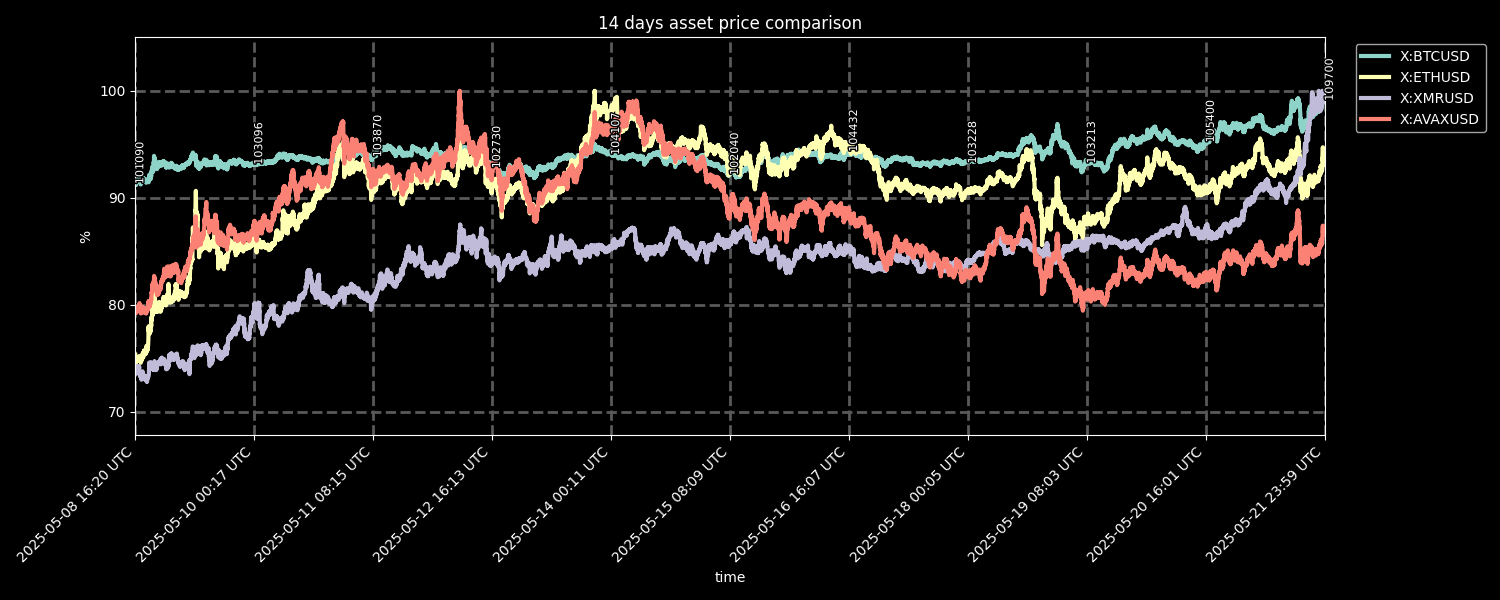 14 days asset price comparison
X:BTCUSD
X:ETHUSD
X:XMRUSD
X:AVAXUSD
100
90
80
70
%
101090
103096
103870
102730
104107
102040
104432
103228
103213
105400
109700
2025-05-08 16:20 UTC
2025-05-10 00:17 UTC
2025-05-11 08:15 UTC
2025-05-12 16:13 UTC
2025-05-14 00:11 UTC
2025-05-15 08:09 UTC
2025-05-16 16:07 UTC
2025-05-18 00:05 UTC
2025-05-19 08:03 UTC
2025-05-20 16:01 UTC
2025-05-21 23:59 UTC
time